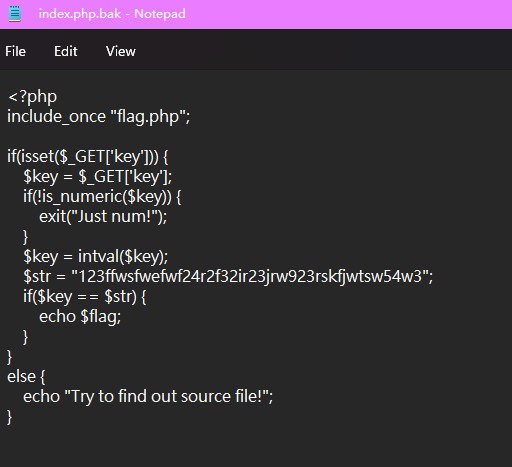 index.php.bak - Notepad
File Edit View
<?php
include_once "flag.php";
if(isset($_GET['key'])) {
$key = $_GET['key'];
if(!is_numeric($key)) {
exit("Just num!");
}
$key = intval($key);
$str = "123ffwsfwefwf24r2f32ir23jrw923rskfjwtsw54w3";
if($key == $str) {
echo $flag;
}
}
else {
echo "Try to find out source file!";
}